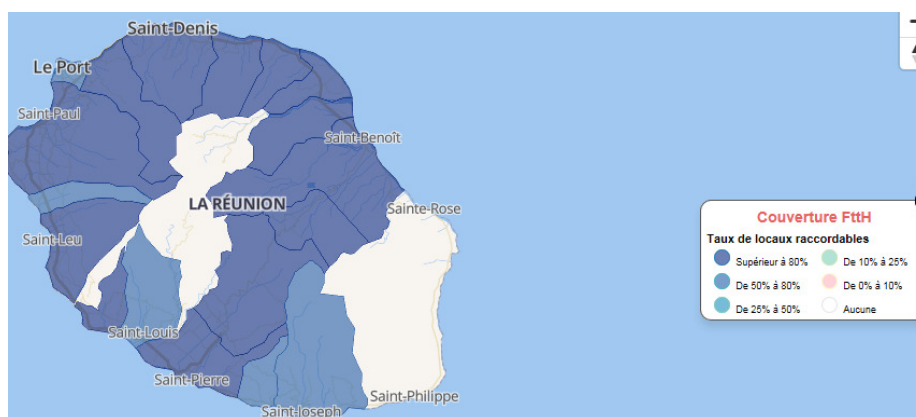 Saint-Denis
Le Port
Saint-Paul
Saint-Benoît
LA RÉUNION
Sainte-Rose
Saint-Leu
Saint-Louis
Saint-Pierre
Saint-Philippe
Saint-Joseph
Couverture FttH
Taux de locaux raccordables
Supérieur à 80%
De 10% à 25%
De 50% à 80%
De 0% à 10%
De 25% à 50%
Aucune